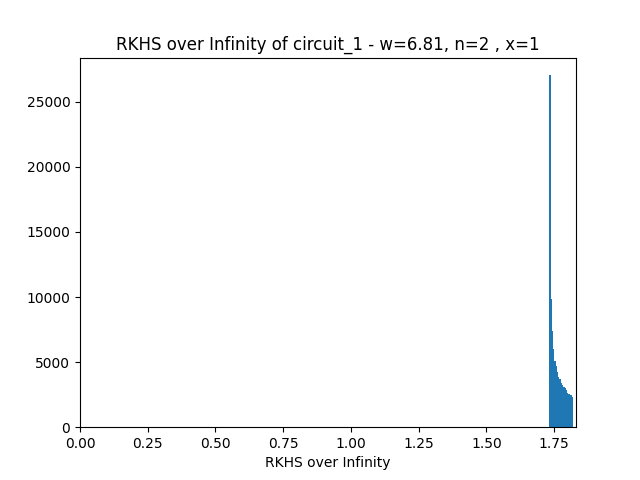 RKHS over Infinity of circuit_1 - w=6.81, n=2 , x=1
25000
20000
15000
10000
5000
0
0.00 0.25 0.50 0.75 1.00 1.25 1.50 1.75
RKHS over Infinity